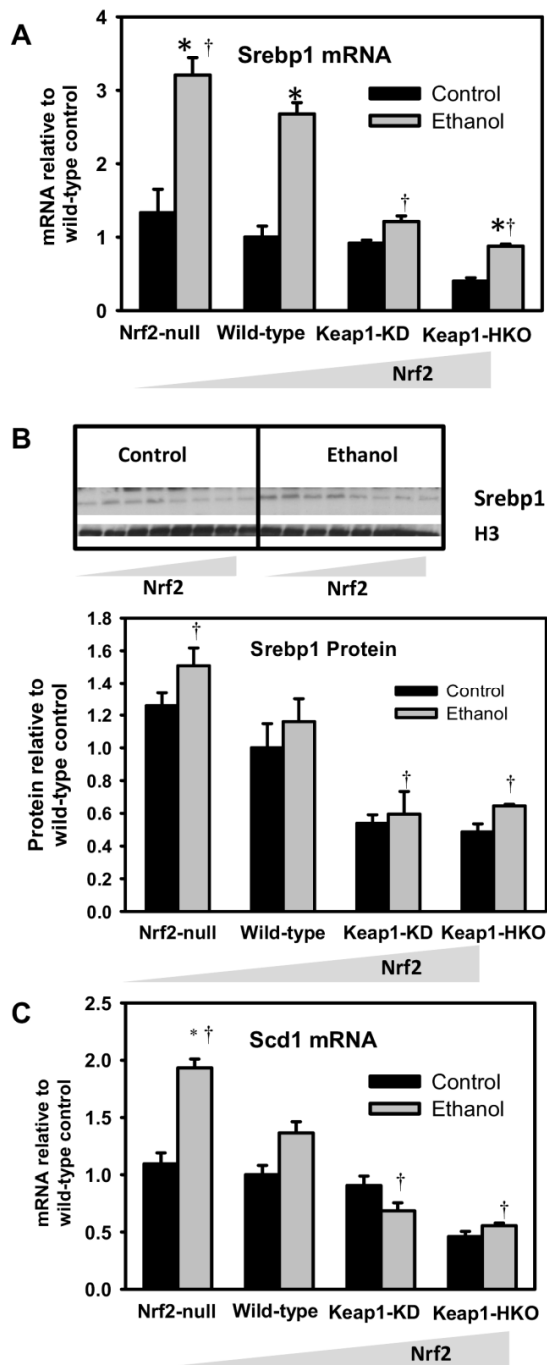 A
Srebp1 mRNA
mRNA relative to
wild-type control
4
3
2
1
0
* †
*
†
*†
Control
Ethanol
Nrf2-null Wild-type Keap1-KD Keap1-HKO
Nrf2
B
Control Ethanol
Srebp1
H3
Nrf2 Nrf2
Srebp1 Protein
Protein relative to
wild-type control
1.8
1.6
1.4
1.2
1.0
0.8
0.6
0.4
0.2
0.0
†
†
†
Control
Ethanol
Nrf2-null Wild-type Keap1-KD Keap1-HKO
Nrf2
C
Scd1 mRNA
mRNA relative to
wild-type control
2.5
2.0
1.5
1.0
0.5
0.0
* †
†
†
Control
Ethanol
Nrf2-null Wild-type Keap1-KD Keap1-HKO
Nrf2